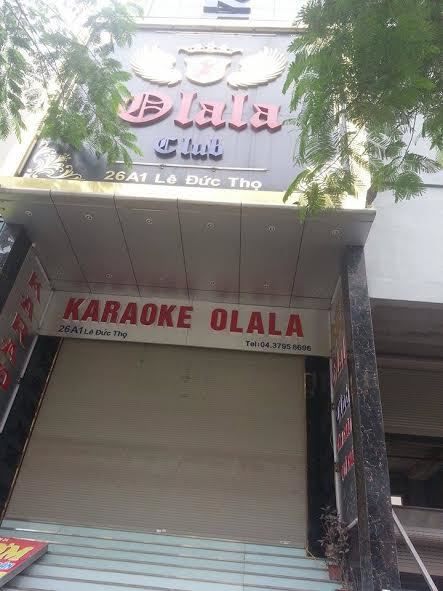 Olala
Club
26A1 Lê Đức Thọ
KARAOKE OLALA
26A1 Lê Đức Thọ
Tel: 04.3795 8696